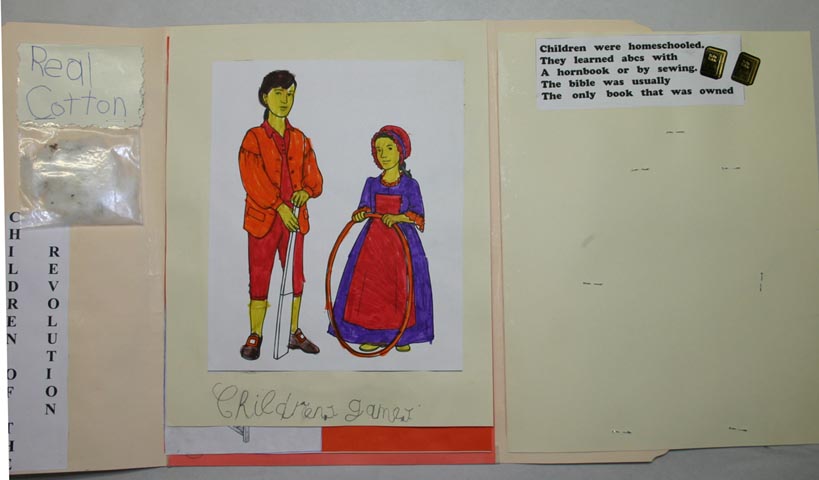 Real
Cotton
CHILDREN OF TH
REVOLUTION
Childrens games
Children were homeschooled.
They learned abcs with
A hornbook or by sewing.
The bible was usually
The only book that was owned